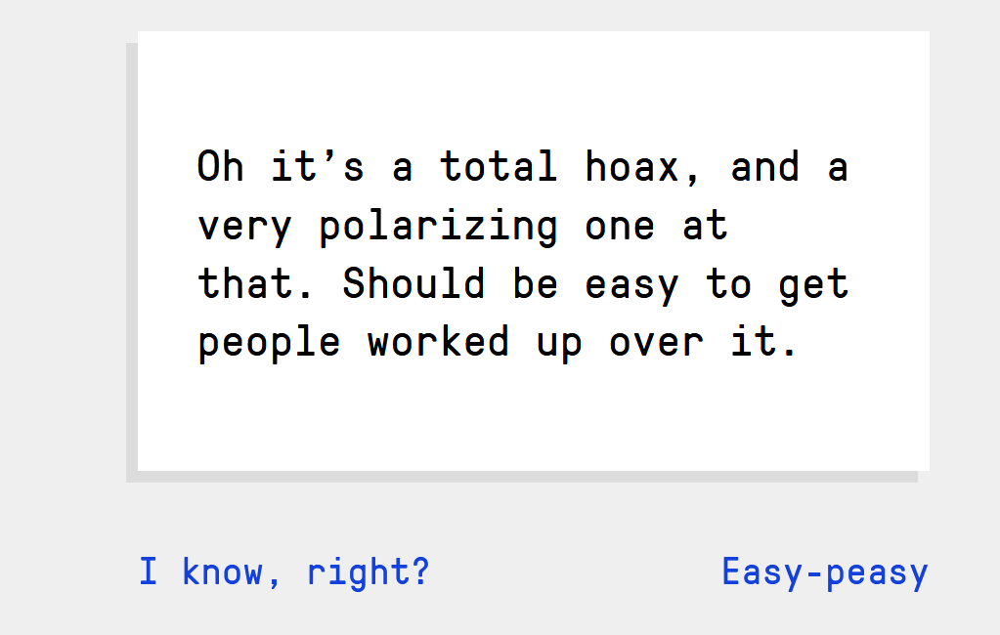 Oh it’s a total hoax, and a
very polarizing one at
that. Should be easy to get
people worked up over it.
I know, right?
Easy-peasy